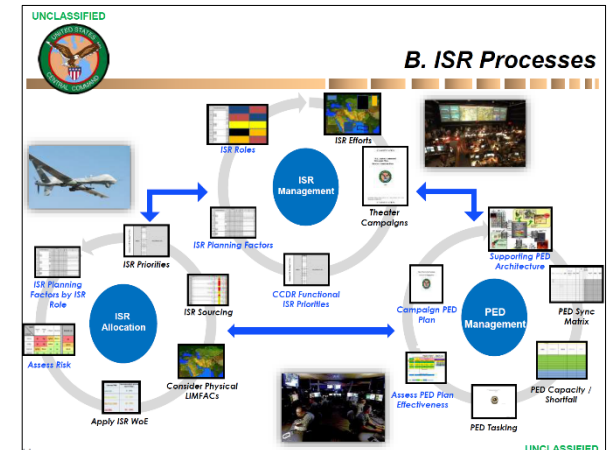 UNCLASSIFIED
UNITED STATES
CENTRAL COMMAND
B. ISR Processes
ISR Roles
ISR Efforts
ISR
Management
Theater
Campaigns
ISR Planning Factors
CCDR Functional
ISR Priorities
ISR Priorities
ISR Planning
Factors by ISR
Role
ISR
Allocation
ISR Sourcing
Assess Risk
Consider Physical
LIMFACs
Apply ISR WoE
Supporting PED
Architecture
Campaign PED
Plan
PED
Management
PED Sync
Matrix
Assess PED Plan
Effectiveness
PED Capacity /
Shortfall
PED Tasking
UNCLASSIFIED